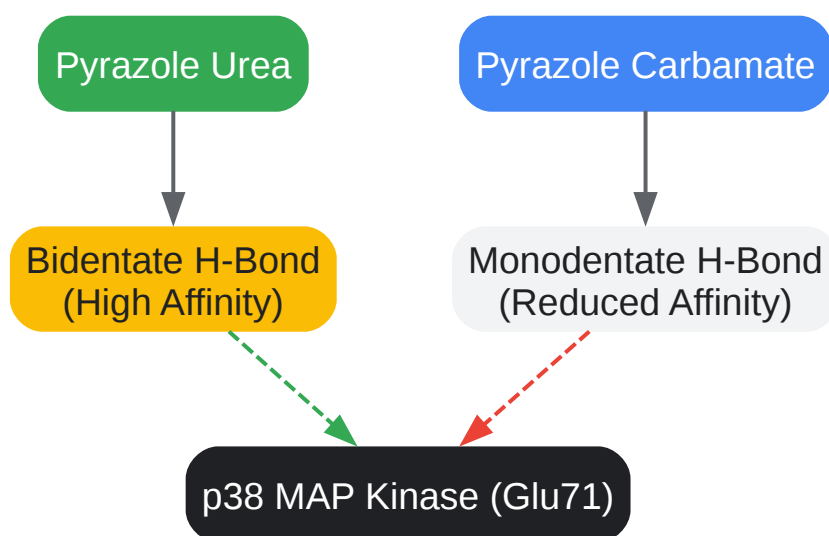 Pyrazole Urea
Pyrazole Carbamate
Bidentate H-Bond
(High Affinity)
Monodentate H-Bond
(Reduced Affinity)
p38 MAP Kinase (Glu71)